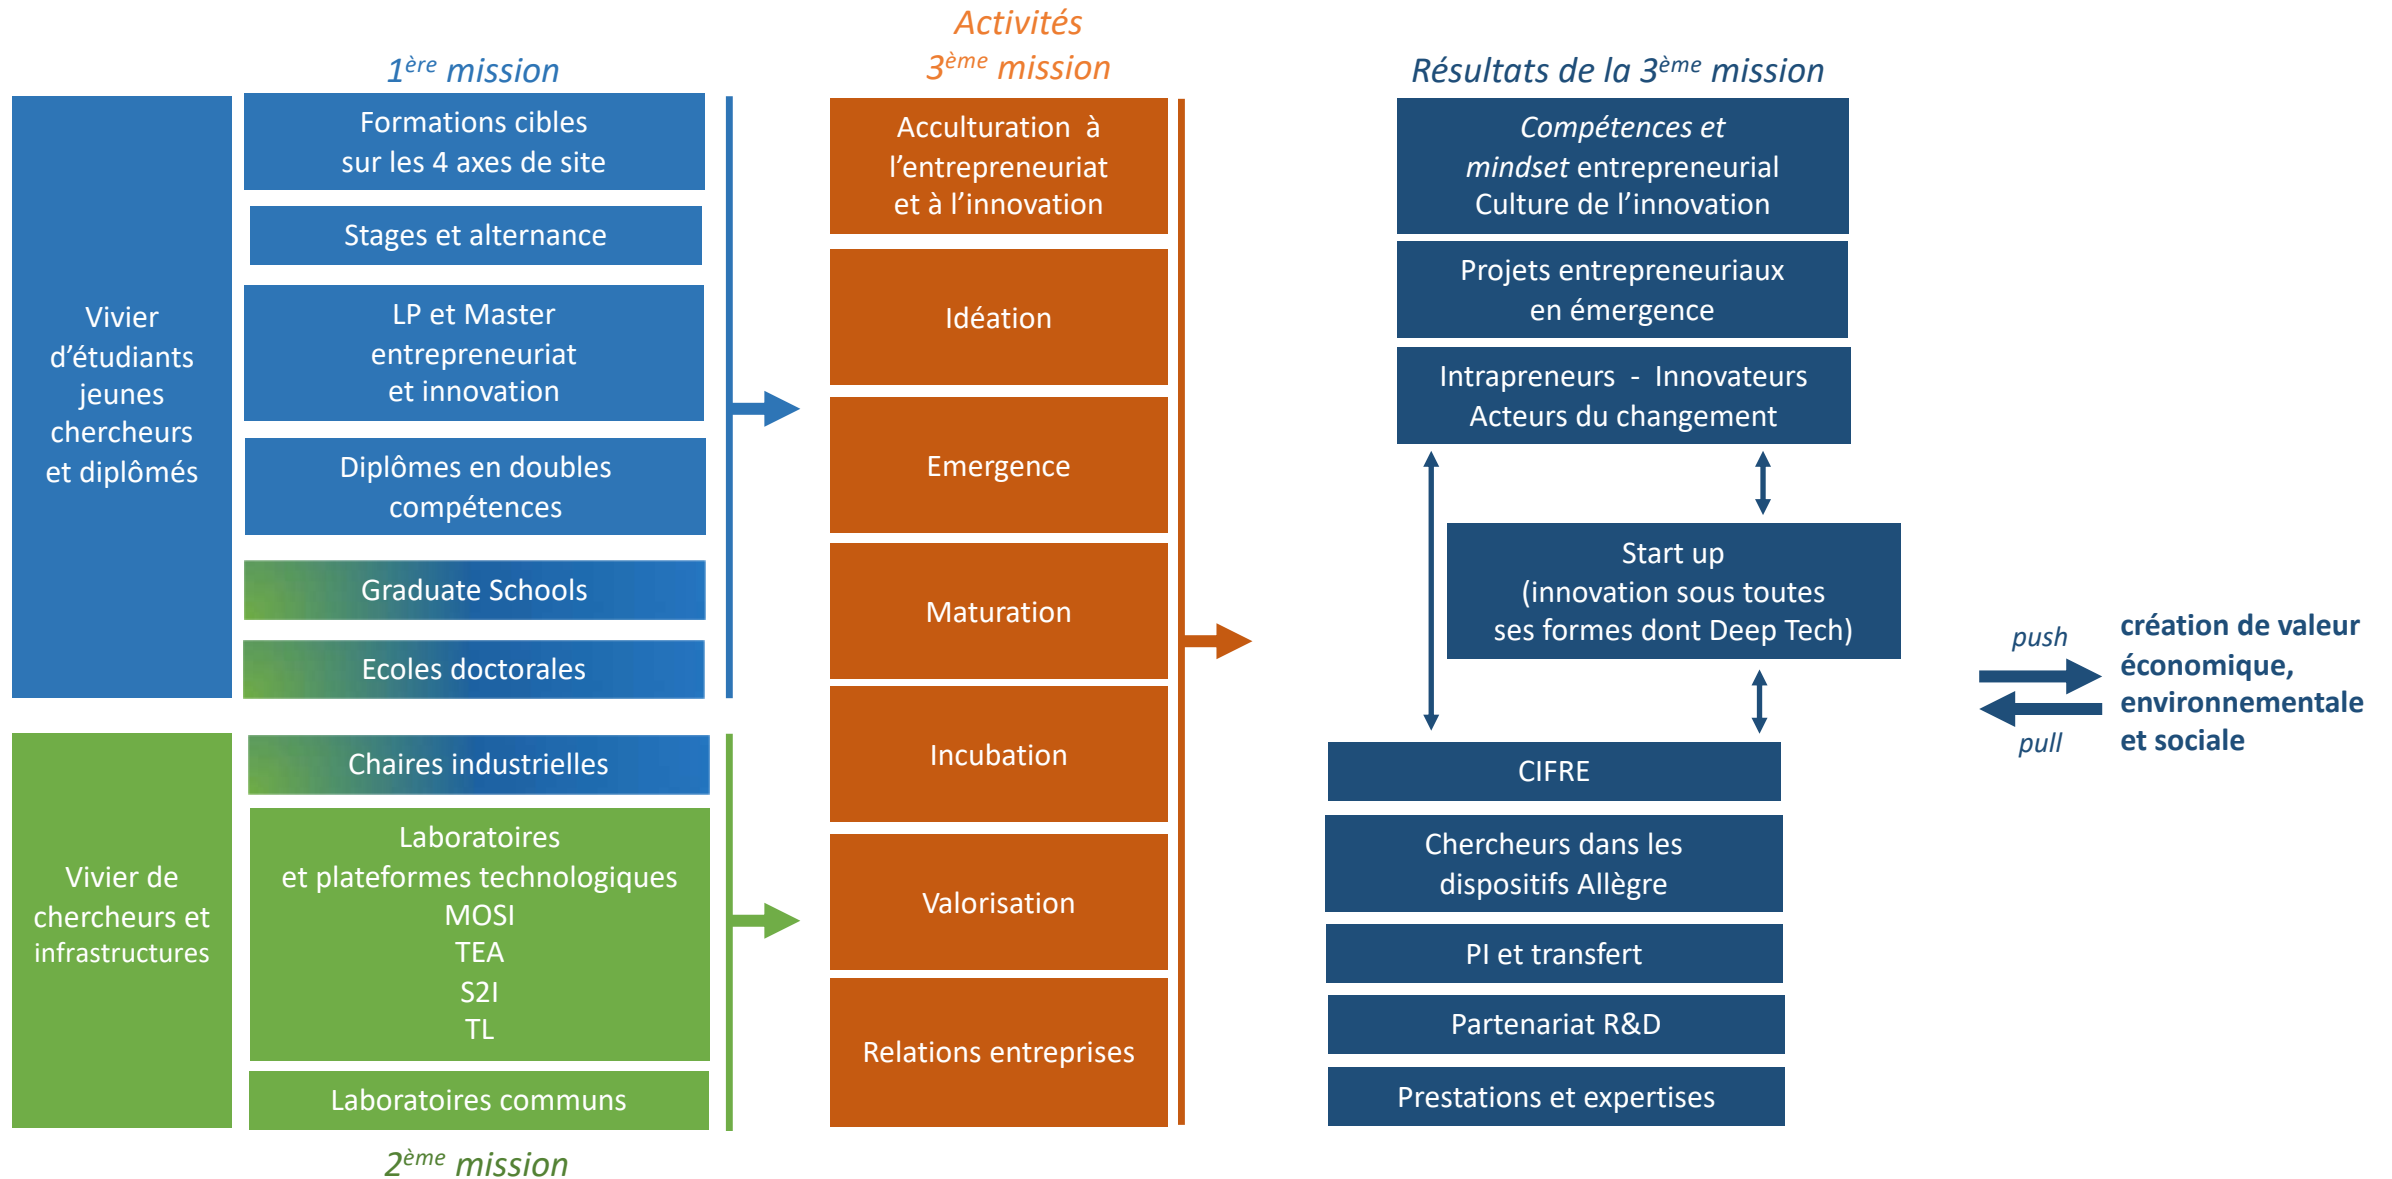 1ère mission
Vivier
d’étudiants
jeunes
chercheurs
et diplômés
Formations cibles
sur les 4 axes de site
Stages et alternance
LP et Master
entrepreneuriat
et innovation
Diplômes en doubles
compétences
Graduate Schools
Ecoles doctorales
Vivier de
chercheurs et
infrastructures
Chaires industrielles
Laboratoires
et plateformes technologiques
MOSI
TEA
S2I
TL
Laboratoires communs
2ème mission
Activités
3ème mission
Acculturation à
l’entrepreneuriat
et à l’innovation
Idéation
Emergence
Maturation
Incubation
Valorisation
Relations entreprises
Résultats de la 3ème mission
Compétences et
mindset entrepreneurial
Culture de l’innovation
Projets entrepreneuriaux
en émergence
Intrapreneurs - Innovateurs
Acteurs du changement
Start up
(innovation sous toutes
ses formes dont Deep Tech)
CIFRE
Chercheurs dans les
dispositifs Allègre
PI et transfert
Partenariat R&D
Prestations et expertises
push
pull
création de valeur
économique,
environnementale
et sociale